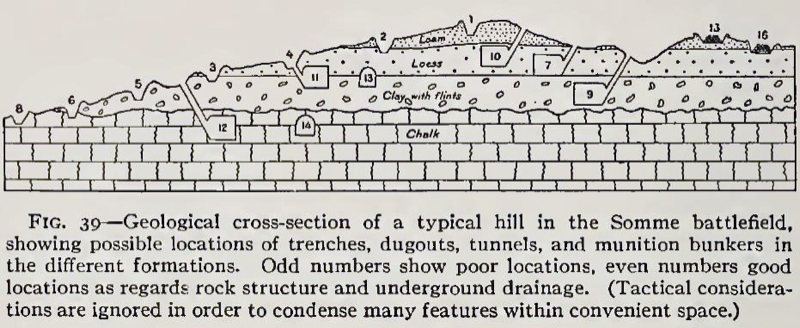 1
13
16
2
Loam
4
10
7
3
Loess
11
13
5
Clay with flints
9
6
8
12
14
Chalk
FIG. 39—Geological cross-section of a typical hill in the Somme battlefield,
showing possible locations of trenches, dugouts, tunnels, and munition bunkers in
the different formations. Odd numbers show poor locations, even numbers good
locations as regards rock structure and underground drainage. (Tactical considera-
tions are ignored in order to condense many features within convenient space.)